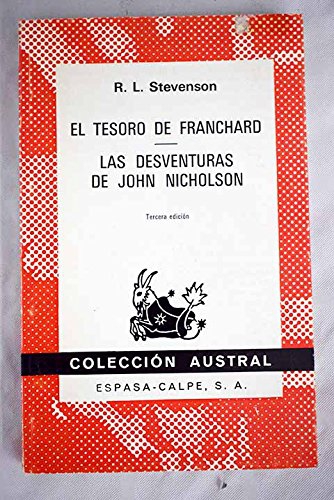 R. L. Stevenson
EL TESORO DE FRANCHARD
LAS DESVENTURAS
DE JOHN NICHOLSON
Tercera edición
COLECCIÓN AUSTRAL
ESPASA-CALPE, S. A.